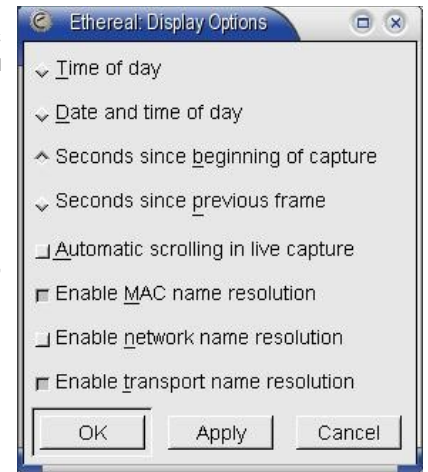 Ethereal: Display Options
Time of day
Date and time of day
Seconds since beginning of capture
Seconds since previous frame
Automatic scrolling in live capture
Enable MAC name resolution
Enable network name resolution
Enable transport name resolution
OK Apply Cancel